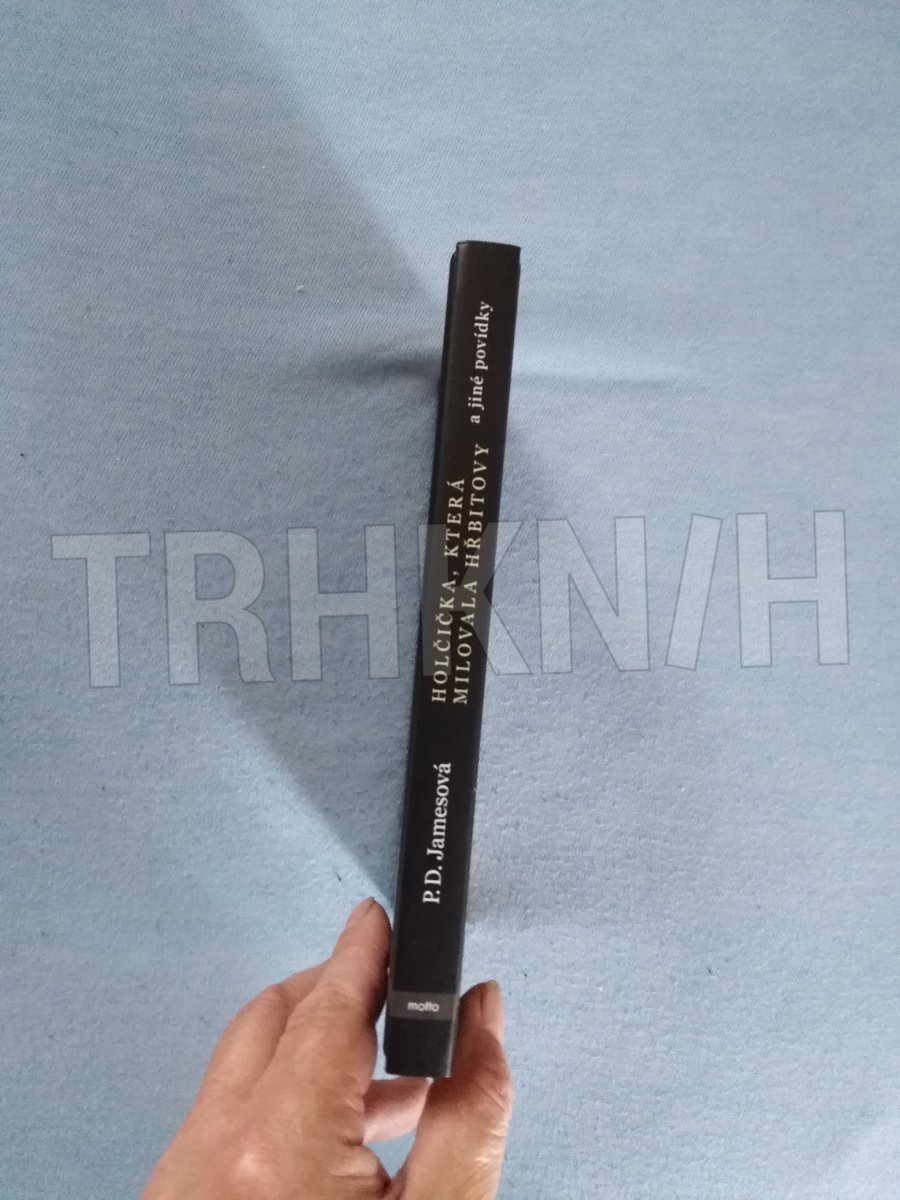 P.D. Jamesová
HOLČIČKA, KTERÁ
MILOVALA HŘBITOVY
a jiné povídky
motto
TRHKNIH